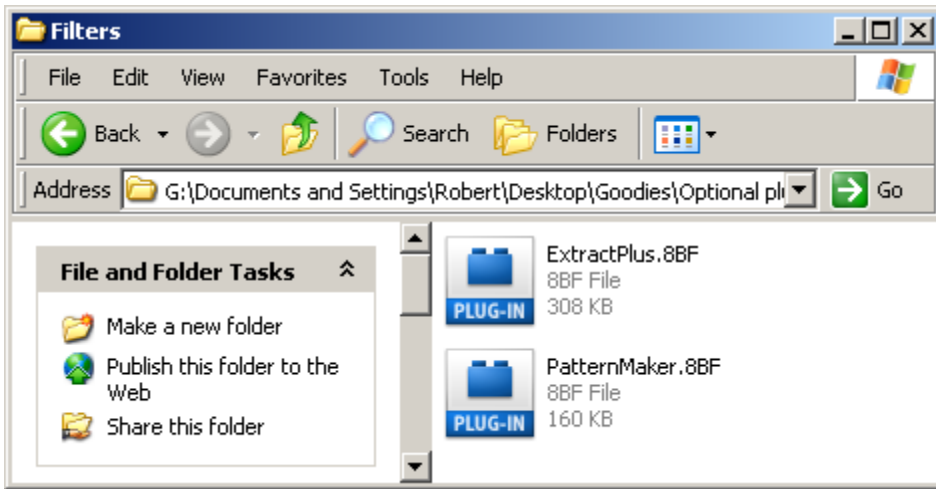 Filters
File Edit View Favorites Tools Help
Back Search Folders
Address G:\Documents and Settings\Robert\Desktop\Goodies\Optional Go
File and Folder Tasks
Make a new folder
Publish this folder to the
Web
Share this folder
ExtractPlus.8BF
8BF File
308 KB
PLUG-IN
PatternMaker.8BF
8BF File
160 KB
PLUG-IN